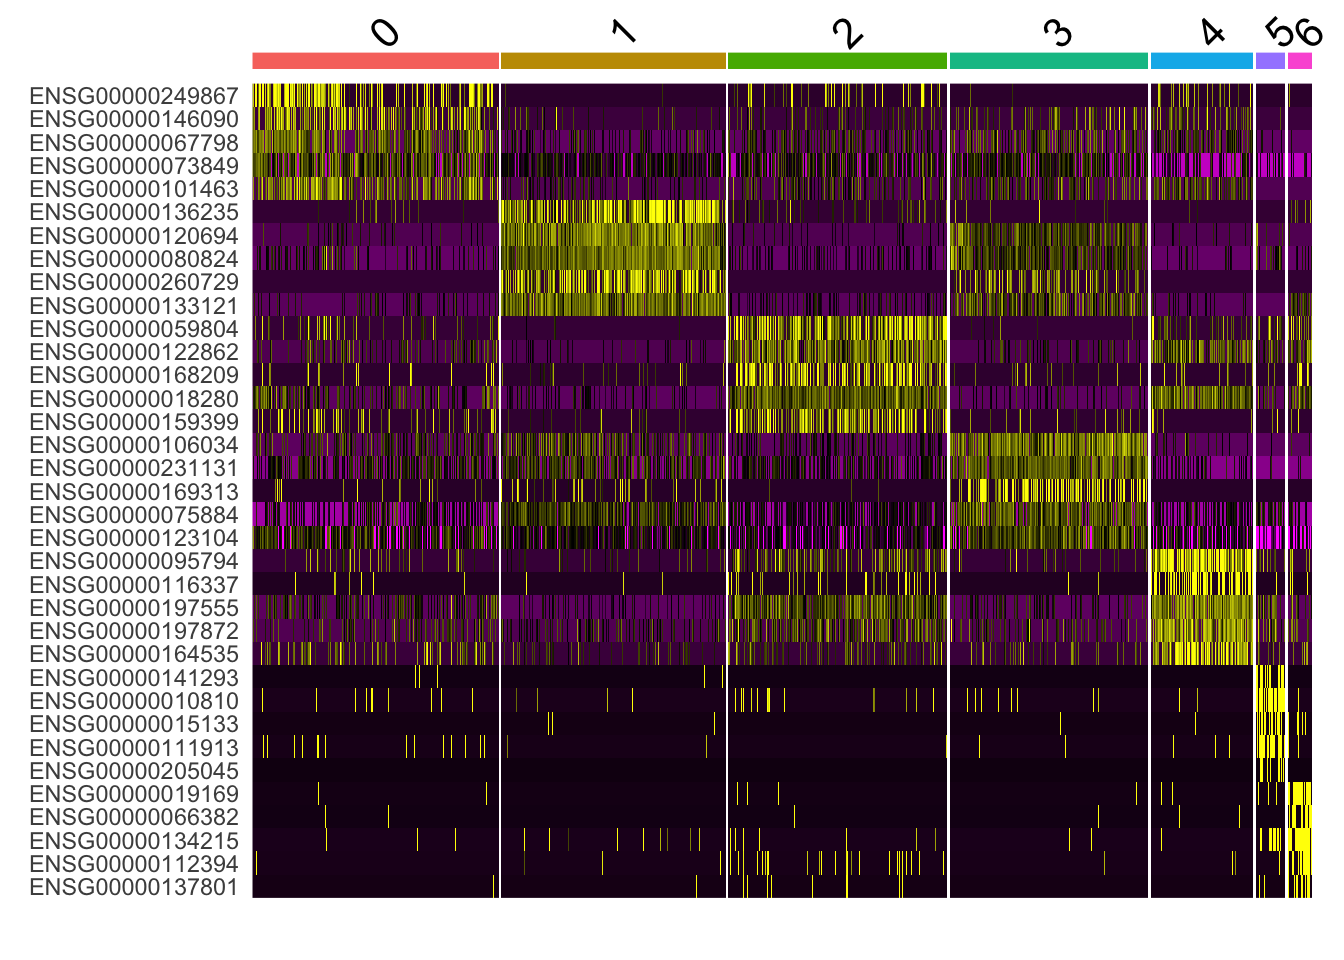 0 1 2 3 4 5 6
ENSG00000249867
ENSG00000146090
ENSG00000067798
ENSG00000073849
ENSG00000101463
ENSG00000136235
ENSG00000120694
ENSG00000080824
ENSG00000260729
ENSG00000133121
ENSG00000059804
ENSG00000122862
ENSG00000168209
ENSG00000018280
ENSG00000159399
ENSG00000106034
ENSG00000231131
ENSG00000169313
ENSG00000075884
ENSG00000123104
ENSG00000095794
ENSG00000116337
ENSG00000197555
ENSG00000197872
ENSG00000164535
ENSG00000141293
ENSG00000010810
ENSG00000015133
ENSG00000111913
ENSG00000205045
ENSG00000019169
ENSG00000066382
ENSG00000134215
ENSG00000112394
ENSG00000137801